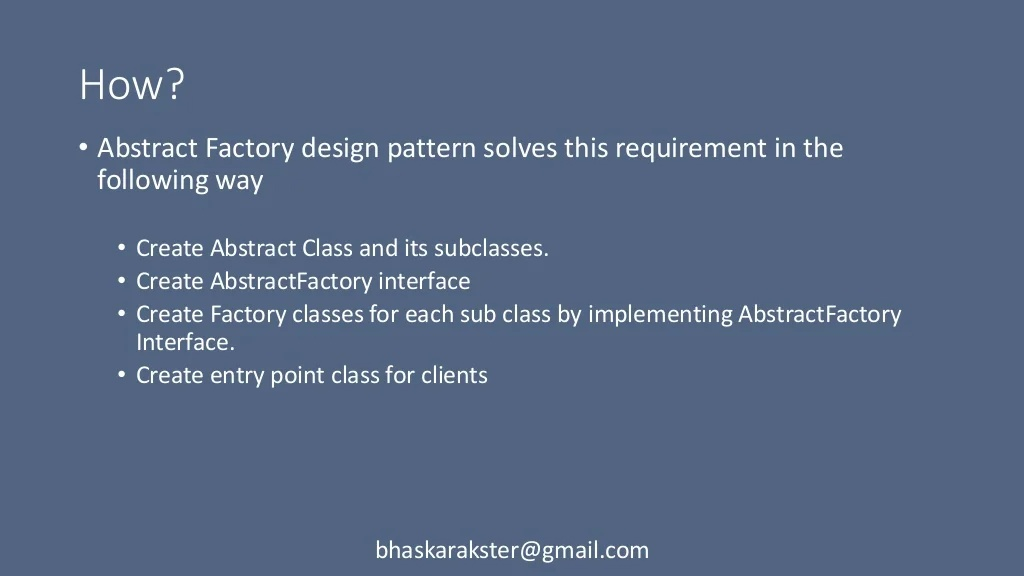 How?
• Abstract Factory design pattern solves this requirement in the
following way
• Create Abstract Class and its subclasses.
• Create AbstractFactory interface
• Create Factory classes for each sub class by implementing AbstractFactory
Interface.
• Create entry point class for clients
bhaskarakster@gmail.com